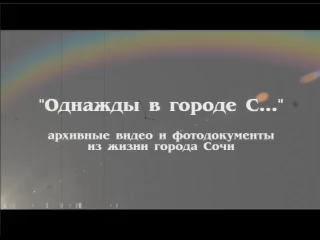 "Однажды в городе С..."
архивные видео и фотодокументы
из жизни города Сочи